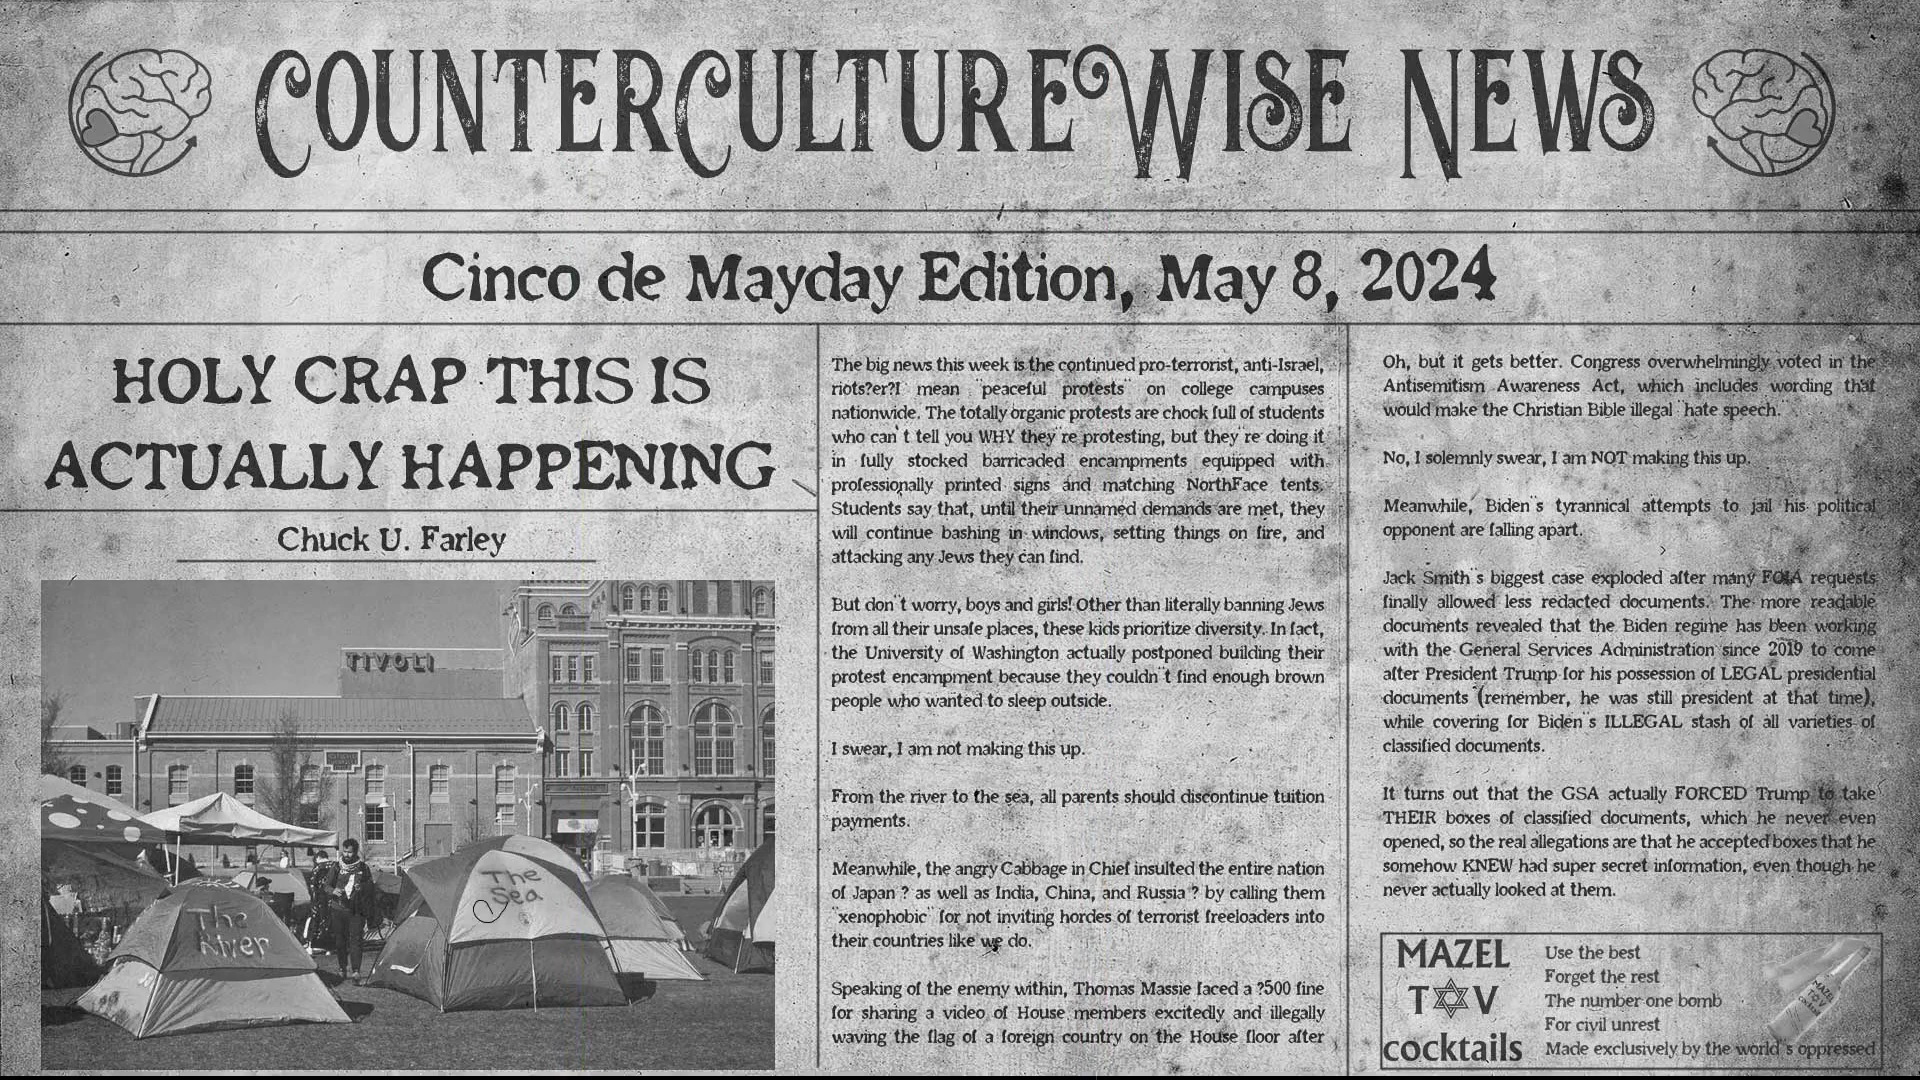 COUNTERCULTUREWISE NEWS
Cinco de Mayday Edition, May 8, 2024
HOLY CRAP THIS IS
ACTUALLY HAPPENING
Chuck U. Farley
TIVOLI
The
River
The
Sea
The big news this week is the continued pro-terrorist, anti-Israel,
riots?er?I mean ¨peaceful protests¨ on college campuses
nationwide. The totally organic protests are chock full of students
who can`t tell you WHY they¨re protesting, but they¨re doing it
in fully stocked barricaded encampments equipped with
professionally printed signs and matching NorthFace tents.
Students say that, until their unnamed demands are met, they
will continue bashing in windows, setting things on fire, and
attacking any Jews they can find.
But don¨t worry, boys and girls! Other than literally banning Jews
from all their unsafe places, these kids prioritize diversity. In fact,
the University of Washington actually postponed building their
protest encampment because they couldn¨t find enough brown
people who wanted to sleep outside.
I swear, I am not making this up.
From the river to the sea, all parents should discontinue tuition
payments.
Meanwhile, the angry Cabbage in Chief insulted the entire nation
of Japan ? as well as India, China, and Russia ? by calling them
¨xenophobic¨ for not inviting hordes of terrorist freeloaders into
their countries like we do.
Speaking of the enemy within, Thomas Massie faced a ?500 fine
for sharing a video of House members excitedly and illegally
waving the flag of a foreign country on the House floor after
Oh, but it gets better. Congress overwhelmingly voted in the
Antisemitism Awareness Act, which includes wording that
would make the Christian Bible illegal ¨hate speech.¨
No, I solemnly swear, I am NOT making this up.
Meanwhile, Biden¨s tyrannical attempts to jail his political
opponent are falling apart.
Jack Smith¨s biggest case exploded after many FOIA requests
finally allowed less redacted documents. The more readable
documents revealed that the Biden regime has been working
with the General Services Administration since 2019 to come
after President Trump for his possession of LEGAL presidential
documents (remember, he was still president at that time),
while covering for Biden¨s ILLEGAL stash of all varieties of
classified documents.
It turns out that the GSA actually FORCED Trump to take
THEIR boxes of classified documents, which he never even
opened, so the real allegations are that he accepted boxes that he
somehow KNEW had super secret information, even though he
never actually looked at them.
MAZEL
T✡V
cocktails
Use the best
Forget the rest
The number one bomb
For civil unrest
Made exclusively by the world¨s oppressed
MAZEL
T✡V
cocktails